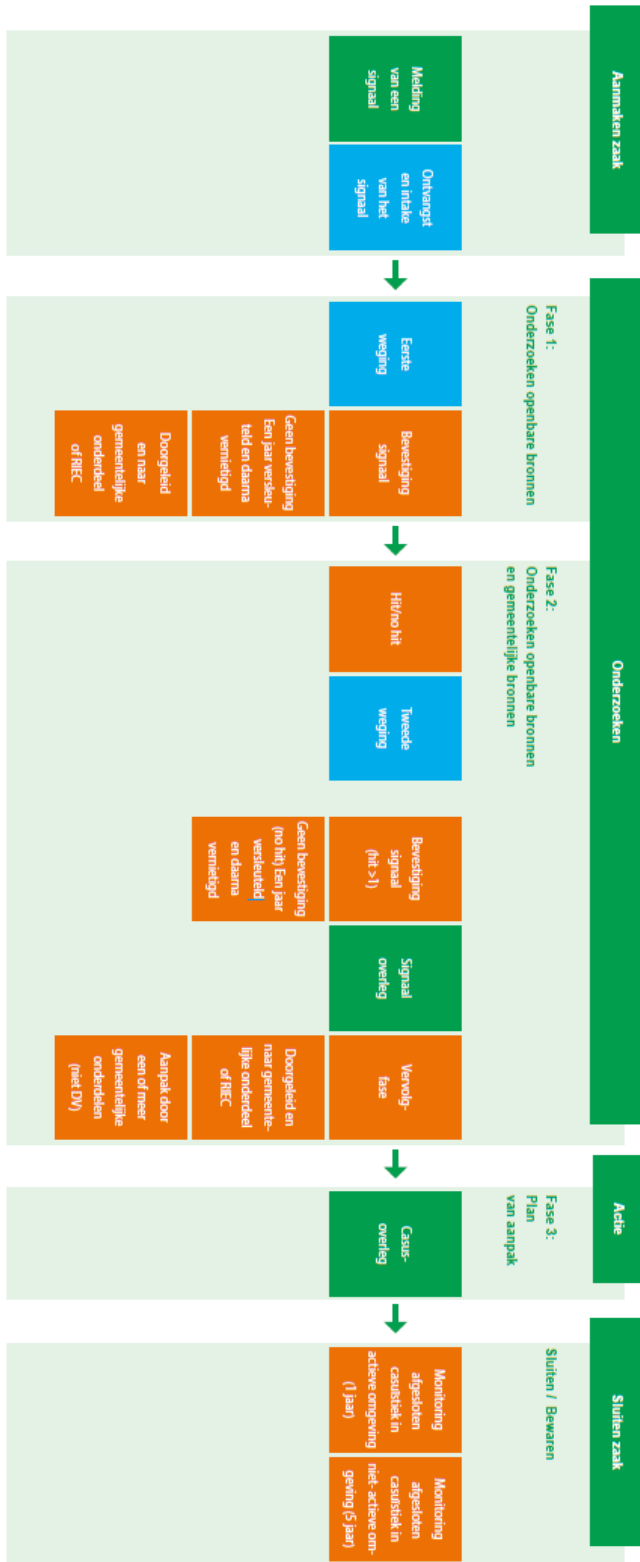 Aanmaken zaak
Melding
van een
signaal
Ontvangst
en intake
van het
signaal
Onderzoeken
Fase 1:
Onderzoeken openbare bronnen
Eerste
weging
Bevestiging
signaal
Geen bevestiging
Een jaar versleu-
teld en daarna
vernietigd
Doorgeleid
en naar
gemeentelijke
onderdeel
of RIEC
Fase 2:
Onderzoeken openbare bronnen
en gemeentelijke bronnen
Hit/no hit
Tweede
weging
Bevestiging
signaal
(hit >1)
Geen bevestiging
(no hit) Een jaar
versleuteld
en daarna
vernietigd
Signaal
overleg
Vervolg-
fase
Doorgeleid en
naar gemeente-
lijke onderdeel
of RIEC
Aanpak door
een of meer
gemeentelijke
onderdelen
(niet DV)
Actie
Fase 3:
Plan
van aanpak
Casus-
overleg
Sluiten zaak
Sluiten / Bewaren
Monitoring
afgesloten
casuïstiek in
actieve omgeving
(1 jaar)
Monitoring
afgesloten
casuïstiek in
niet- actieve om-
geving (5 jaar)